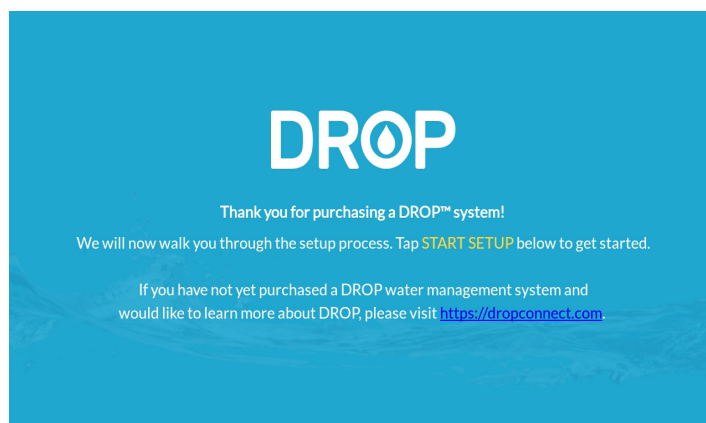 DROP
Thank you for purchasing a DROP™ system!
We will now walk you through the setup process. Tap START SETUP below to get started.
If you have not yet purchased a DROP water management system and
would like to learn more about DROP, please visit https://dropconnect.com.